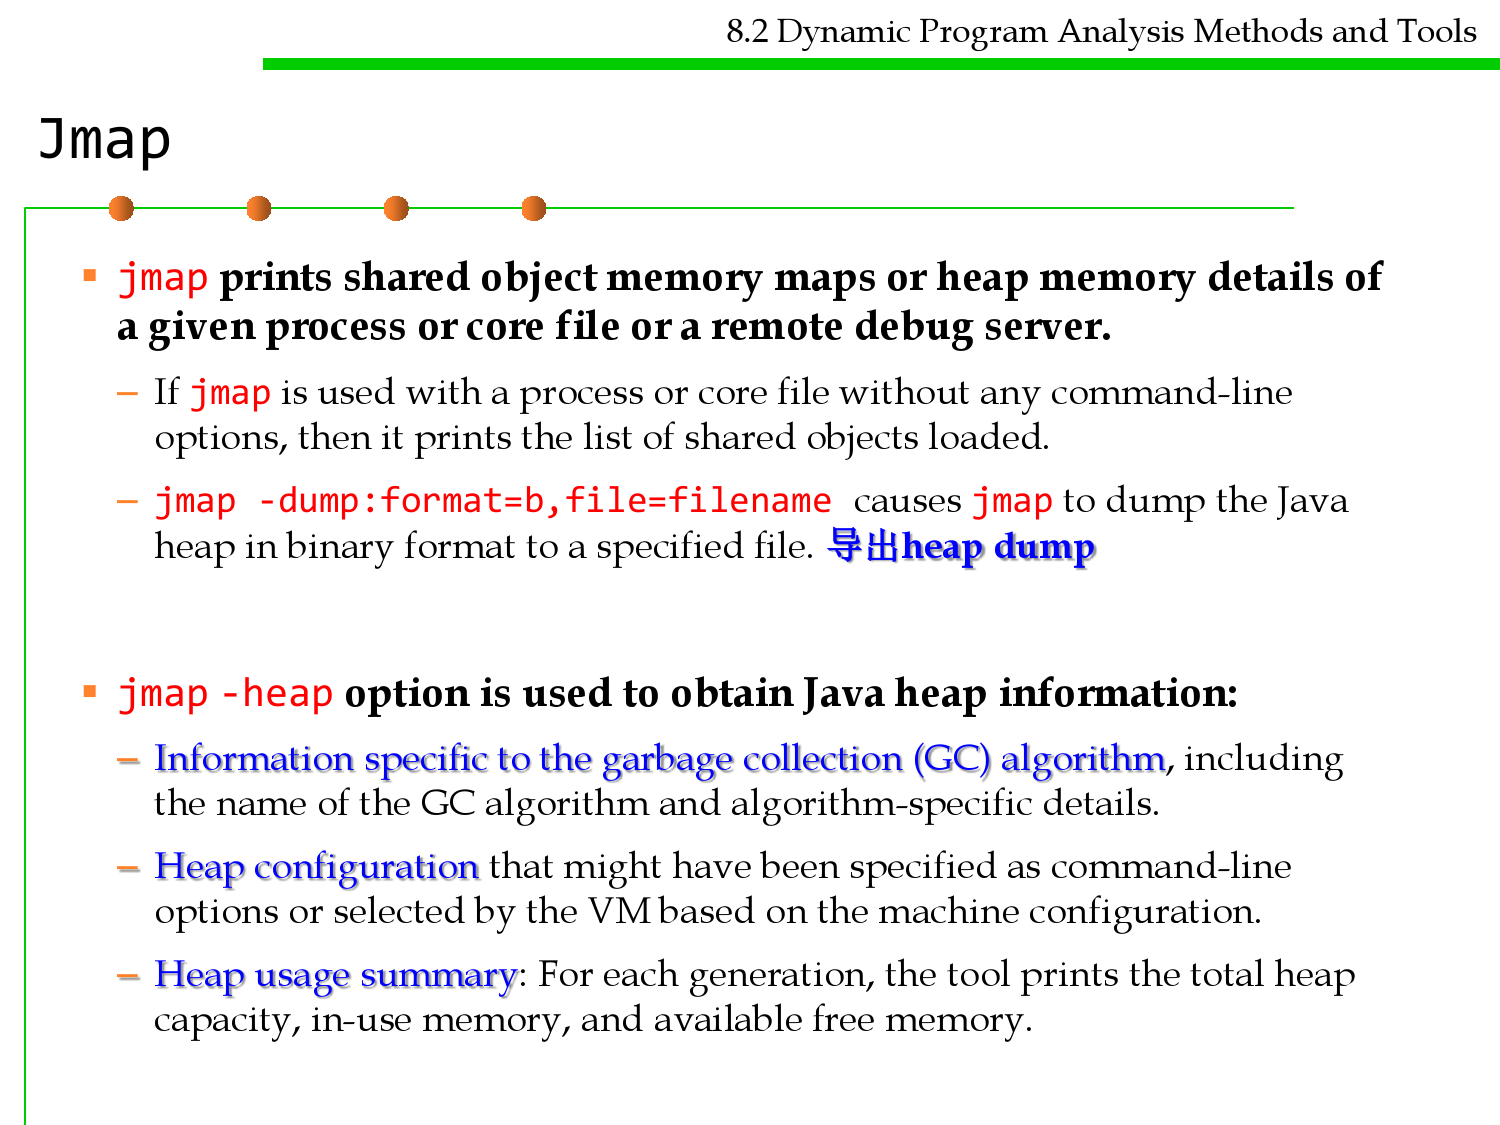 8.2 Dynamic Program Analysis Methods and Tools
Jmap
▪ jmap prints shared object memory maps or heap memory details of
a given process or core file or a remote debug server.
– If jmap is used with a process or core file without any command-line
options, then it prints the list of shared objects loaded.
– jmap -dump:format=b,file=filename causes jmap to dump the Java
heap in binary format to a specified file. 导出heap dump
▪ jmap -heap option is used to obtain Java heap information:
– Information specific to the garbage collection (GC) algorithm, including
the name of the GC algorithm and algorithm-specific details.
– Heap configuration that might have been specified as command-line
options or selected by the VM based on the machine configuration.
– Heap usage summary: For each generation, the tool prints the total heap
capacity, in-use memory, and available free memory.